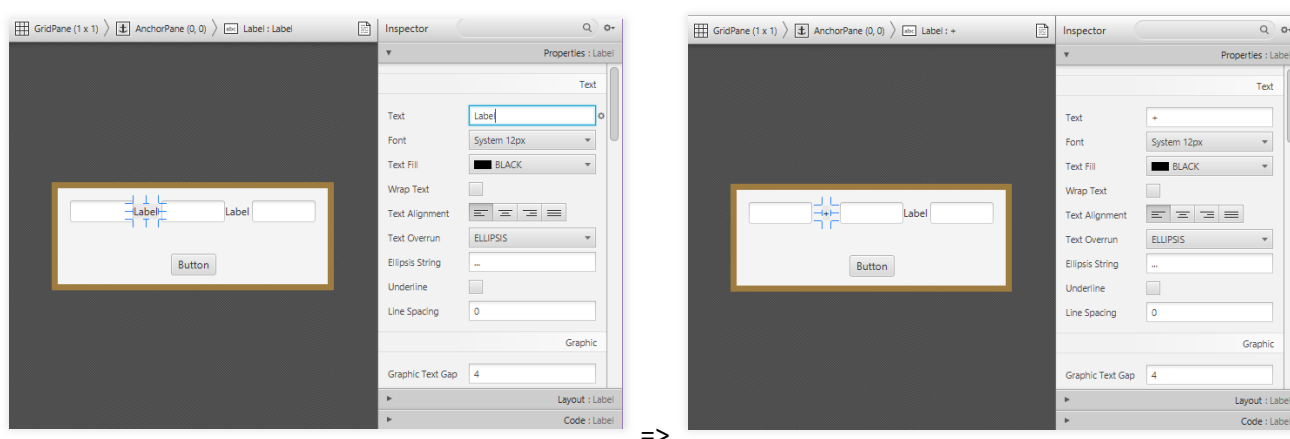 GridPane (1 x 1) AnchorPane (0, 0) abc Label : Label
Inspector
Properties : Label
Text
Text Label
Font System 12px
Text Fill BLACK
Wrap Text
Text Alignment
Text Overrun ELLIPSIS
Ellipsis String ...
Underline
Line Spacing 0
Graphic
Graphic Text Gap 4
Layout : Label
Code : Label
Label Label
Button
=>
GridPane (1 x 1) AnchorPane (0, 0) abc Label : +
Inspector
Properties : Label
Text
Text +
Font System 12px
Text Fill BLACK
Wrap Text
Text Alignment
Text Overrun ELLIPSIS
Ellipsis String ...
Underline
Line Spacing 0
Graphic
Graphic Text Gap 4
Layout : Label
Code : Label
+ Label
Button